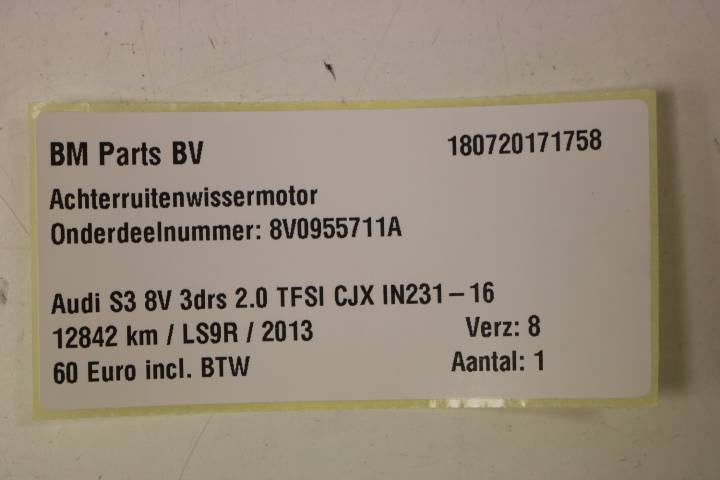 BM Parts BV 180720171758
Achterruitenwissermotor
Onderdeelnummer: 8V0955711A
Audi S3 8V 3drs 2.0 TFSI CJX IN231-16
12842 km / LS9R / 2013 Verz: 8
60 Euro incl. BTW Aantal: 1